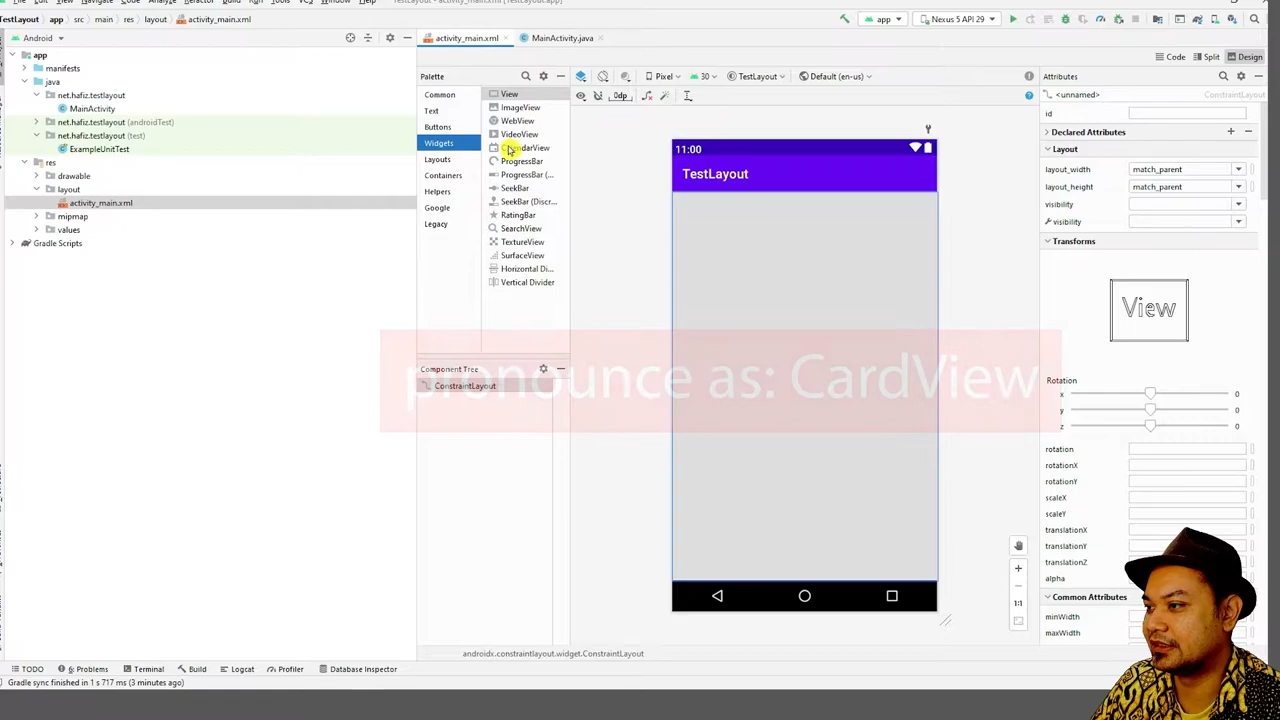 TestLayout
app
src
main
res
layout
activity_main.xml
app
Nexus 5 API 29
Android
activity_main.xml
MainActivity.java
Code
Split
Design
app
manifests
java
net.hafiz.testlayout
MainActivity
net.hafiz.testlayout (androidTest)
net.hafiz.testlayout (test)
ExampleUnitTest
res
drawable
layout
activity_main.xml
mipmap
values
Gradle Scripts
Palette
Common
Text
Buttons
Widgets
Layouts
Containers
Helpers
Google
Legacy
View
ImageView
WebView
VideoView
ProgressBar
ProgressBar (...
SeekBar
SeekBar (Discr...
RatingBar
SearchView
TextureView
SurfaceView
Horizontal Di...
Vertical Divider
Component Tree
ConstraintLayout
Pixel
30
TestLayout
Default (en-us)
0dp
11:00
TestLayout
pronounce as: CardView
1:1
androidx.constraintlayout.widget.ConstraintLayout
Attributes
<unnamed>
ConstraintLayout
id
Declared Attributes
Layout
layout_width
match_parent
layout_height
match_parent
visibility
visibility
Transforms
View
Rotation
x
0
y
0
z
0
rotation
rotationX
rotationY
scaleX
scaleY
translationX
translationY
translationZ
alpha
Common Attributes
minWidth
maxWidth
TODO
6: Problems
Terminal
Build
Logcat
Profiler
Database Inspector
Gradle sync finished in 1 s 717 ms (3 minutes ago)